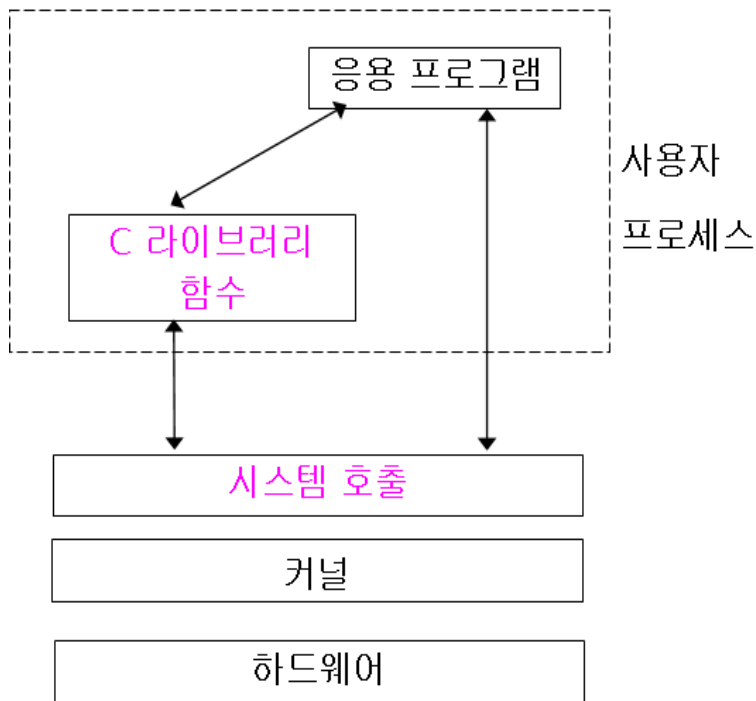 응용 프로그램
사용자
프로세스
C 라이브러리
함수
시스템 호출
커널
하드웨어